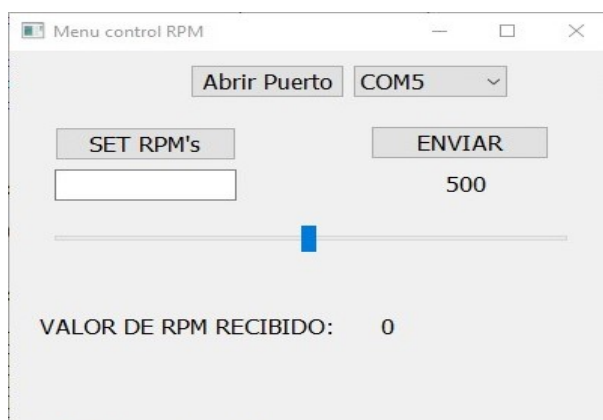 Menu control RPM
Abrir Puerto COM5
SET RPM's ENVIAR
500
VALOR DE RPM RECIBIDO: 0